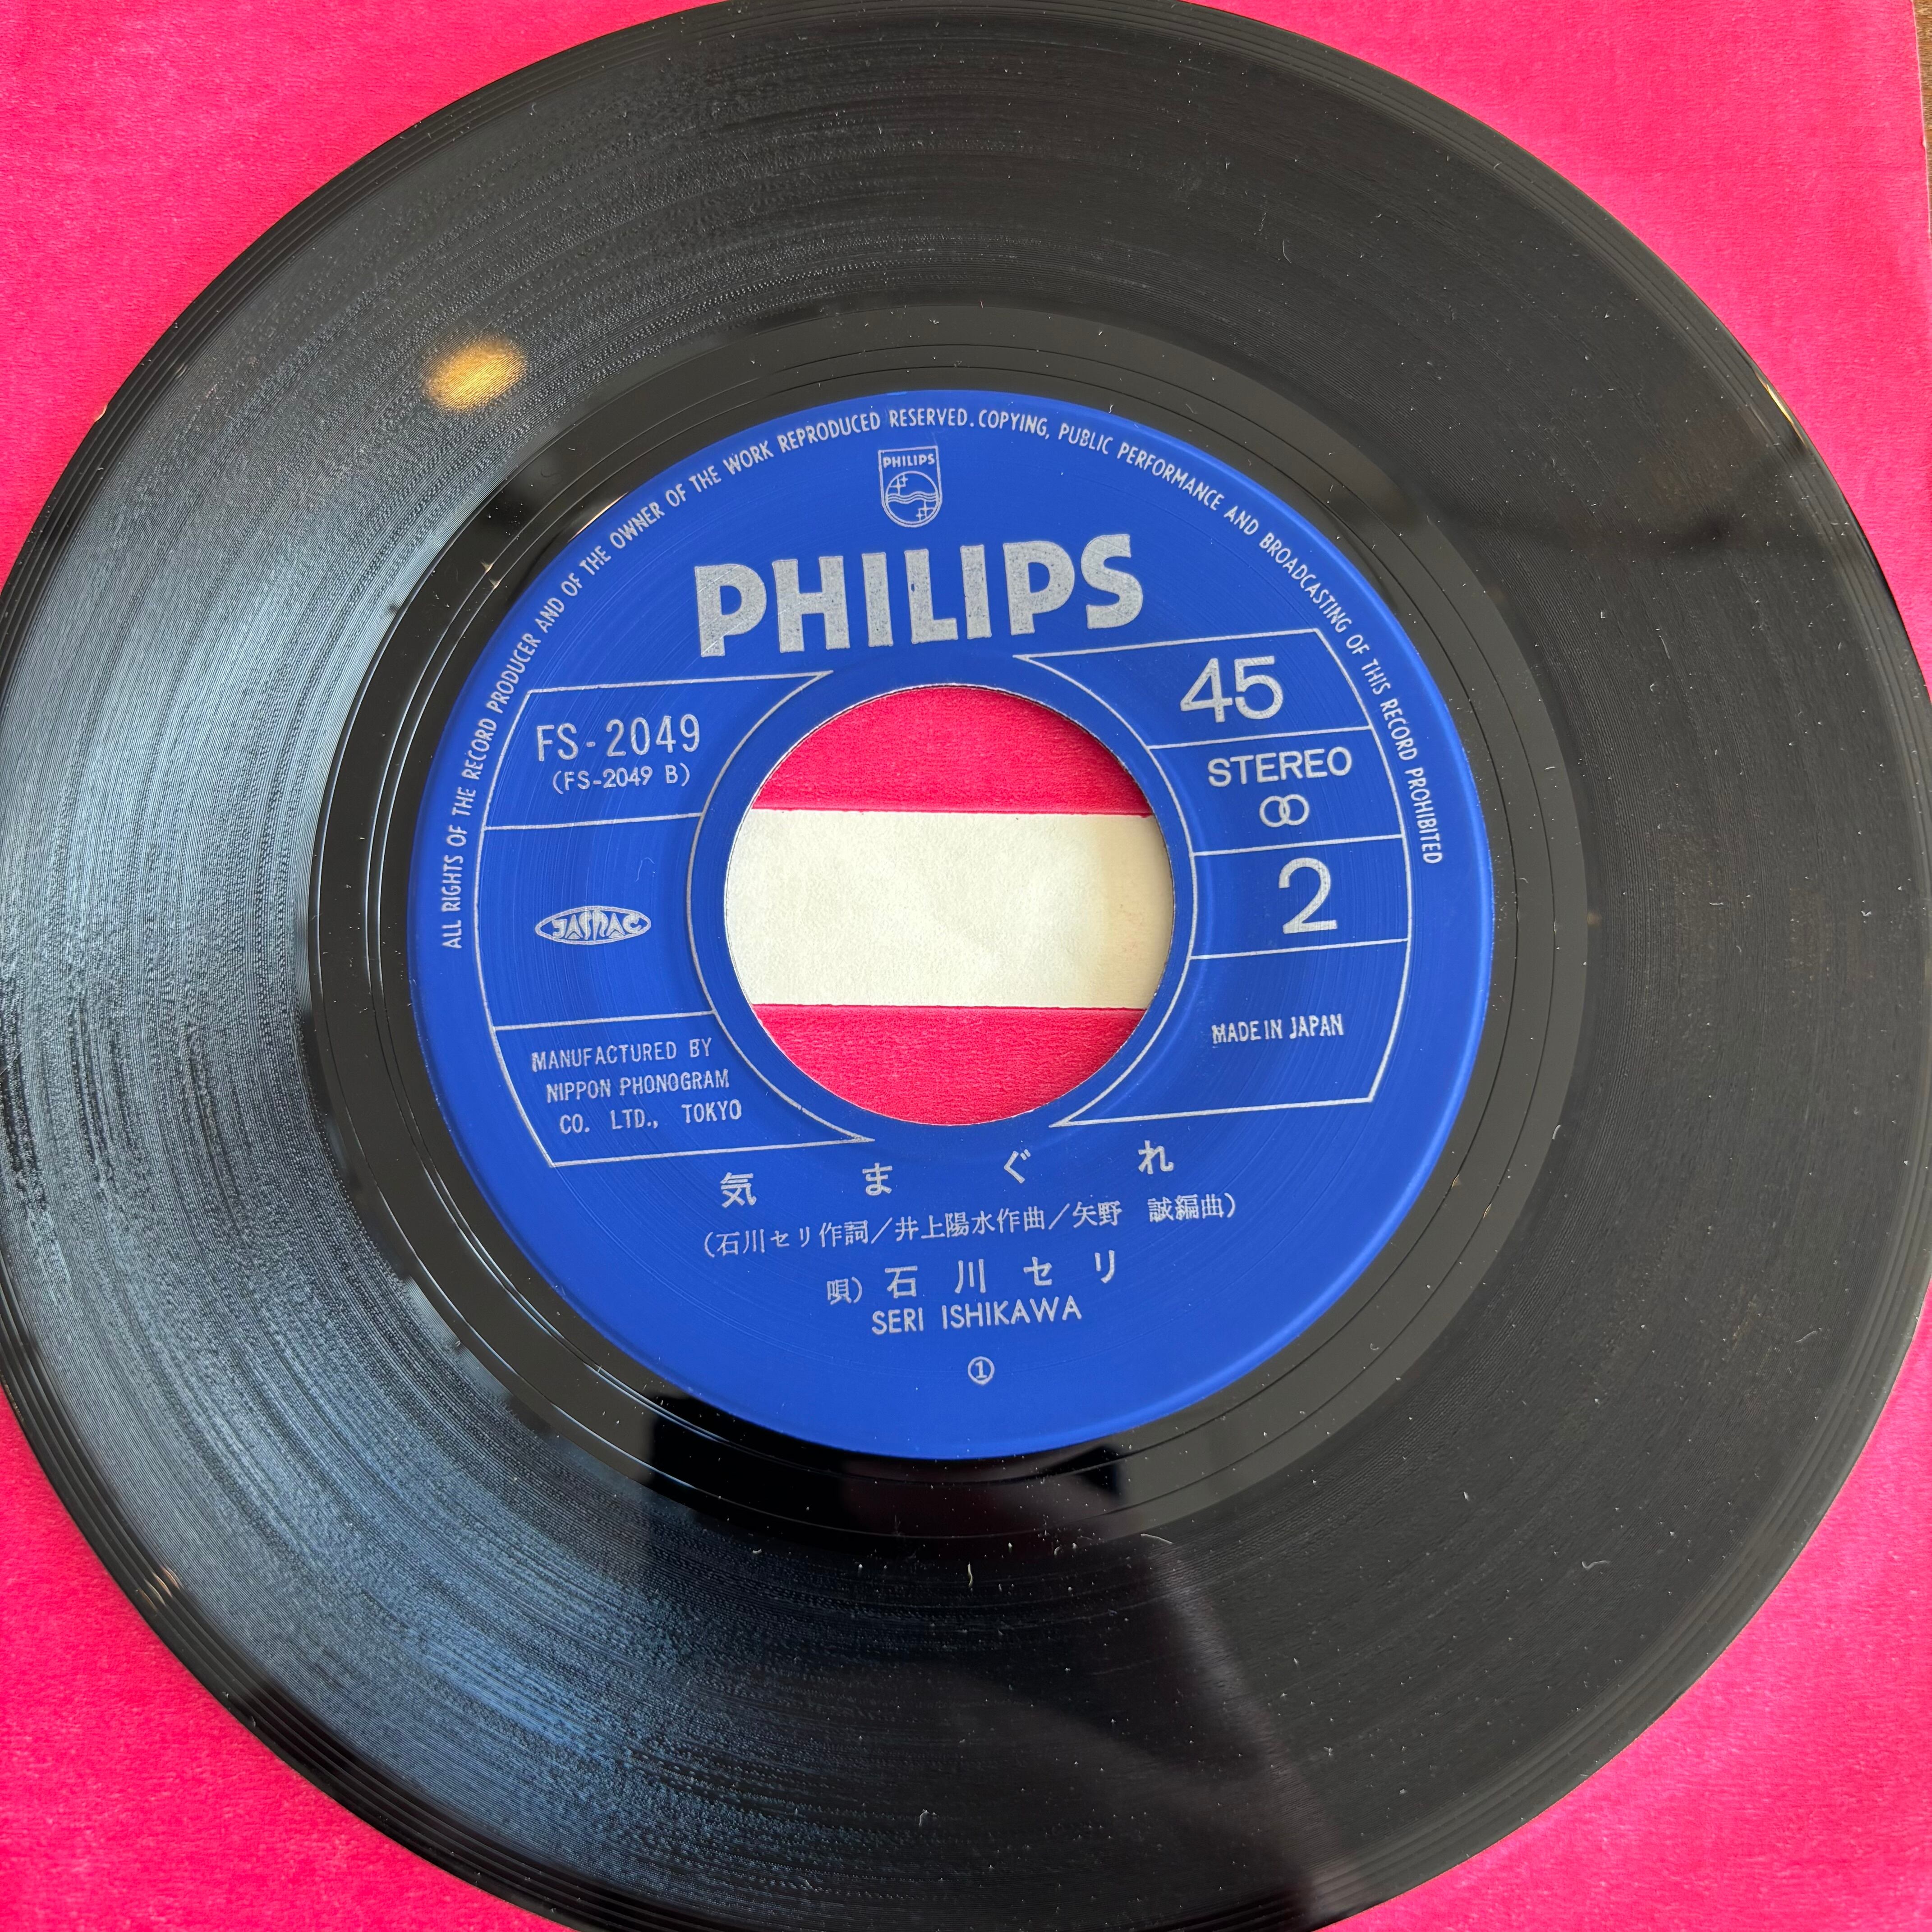 ALL RIGHTS OF THE RECORD PRODUCER AND OF THE OWNER OF THE WORK REPRODUCED RESERVED. COPYING, PUBLIC PERFORMANCE AND BROADCASTING OF THIS RECORD PROHIBITED
PHILIPS
PHILIPS
FS-2049
(FS-2049 B)
JASRAC
MANUFACTURED BY
NIPPON PHONOGRAM
CO. LTD., TOKYO
45
STEREO
2
MADE IN JAPAN
気まぐれ
(石川セリ作詞/井上陽水作曲/矢野 誠編曲)
唄) 石川セリ
SERI ISHIKAWA
①